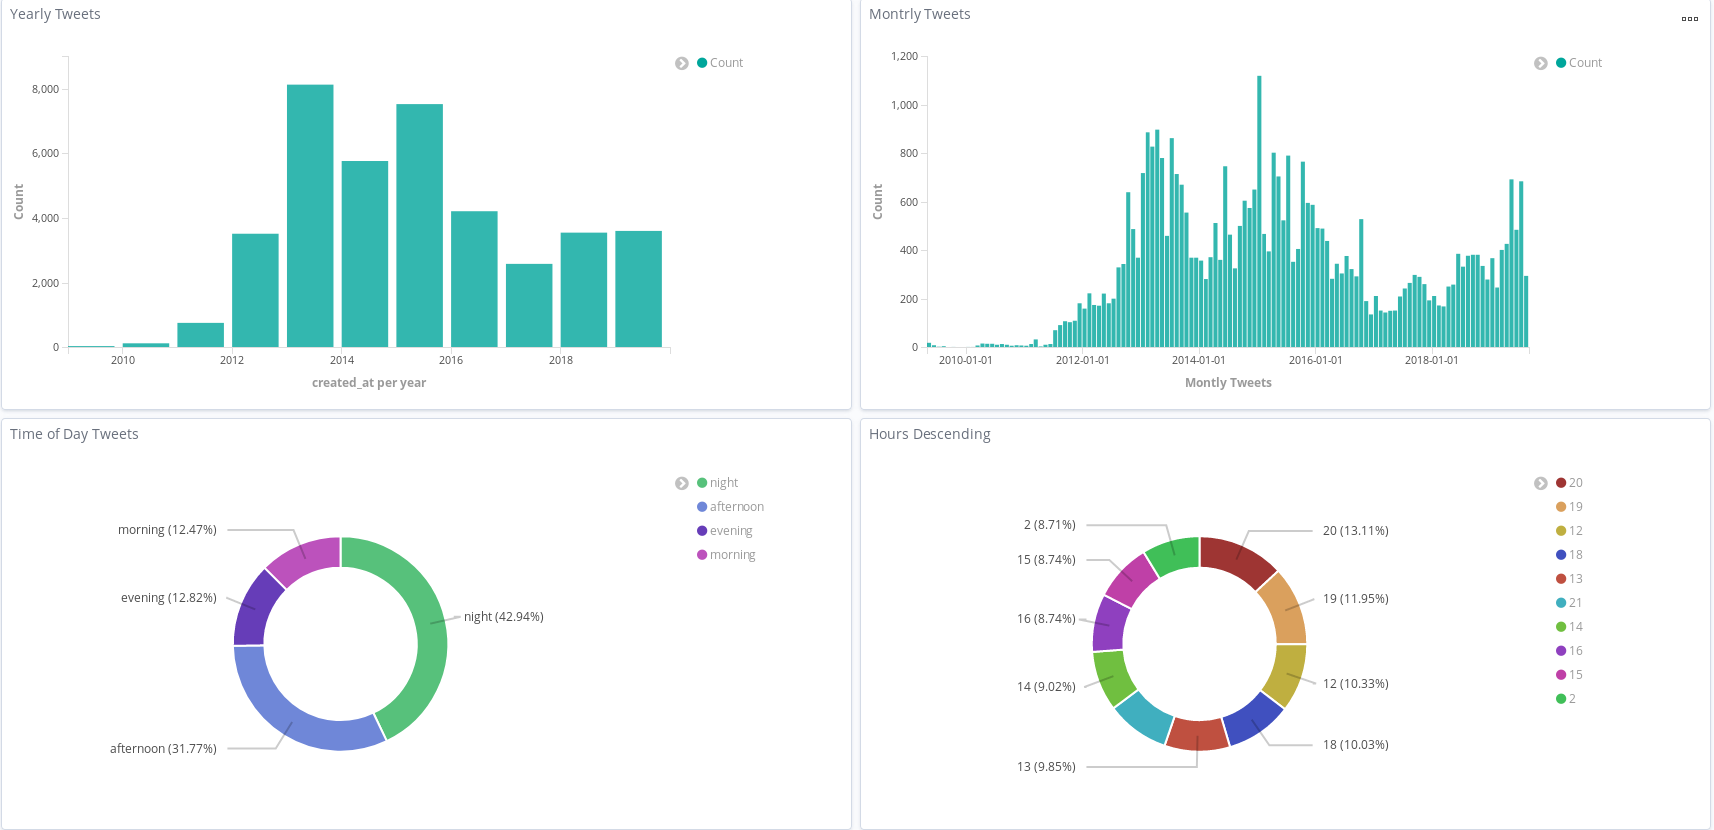 Yearly Tweets
Count
8,000
6,000
4,000
2,000
0
Count
2010
2012
2014
2016
2018
created_at per year
Montrly Tweets
Count
1,200
1,000
800
600
400
200
0
Count
2010-01-01
2012-01-01
2014-01-01
2016-01-01
2018-01-01
Montly Tweets
Time of Day Tweets
night
afternoon
evening
morning
morning (12.47%)
evening (12.82%)
night (42.94%)
afternoon (31.77%)
Hours Descending
20
19
12
18
13
21
14
16
15
2
2 (8.71%)
20 (13.11%)
15 (8.74%)
19 (11.95%)
16 (8.74%)
14 (9.02%)
12 (10.33%)
18 (10.03%)
13 (9.85%)